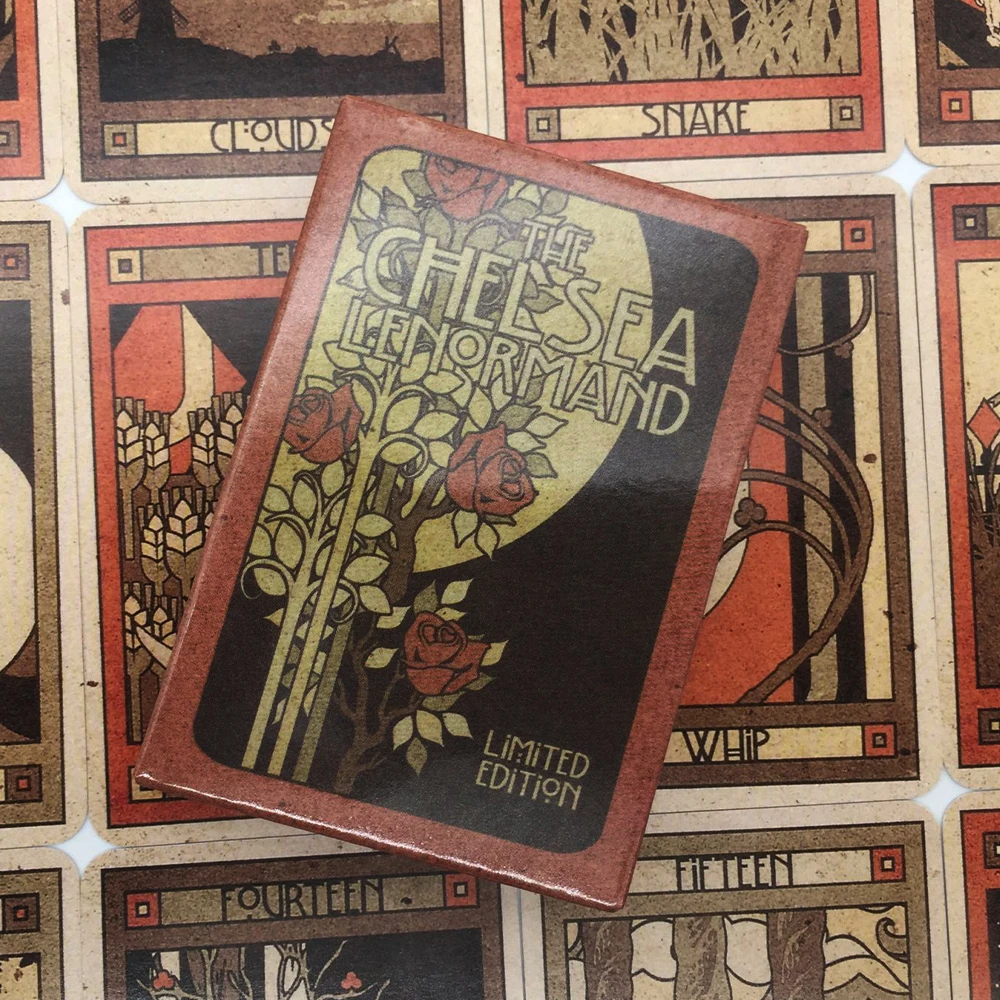 CLOUDS
SNAKE
THE
CHELSEA
LENORMAND
LIMITED
EDITION
WHIP
FOURTEEN
FIFTEEN